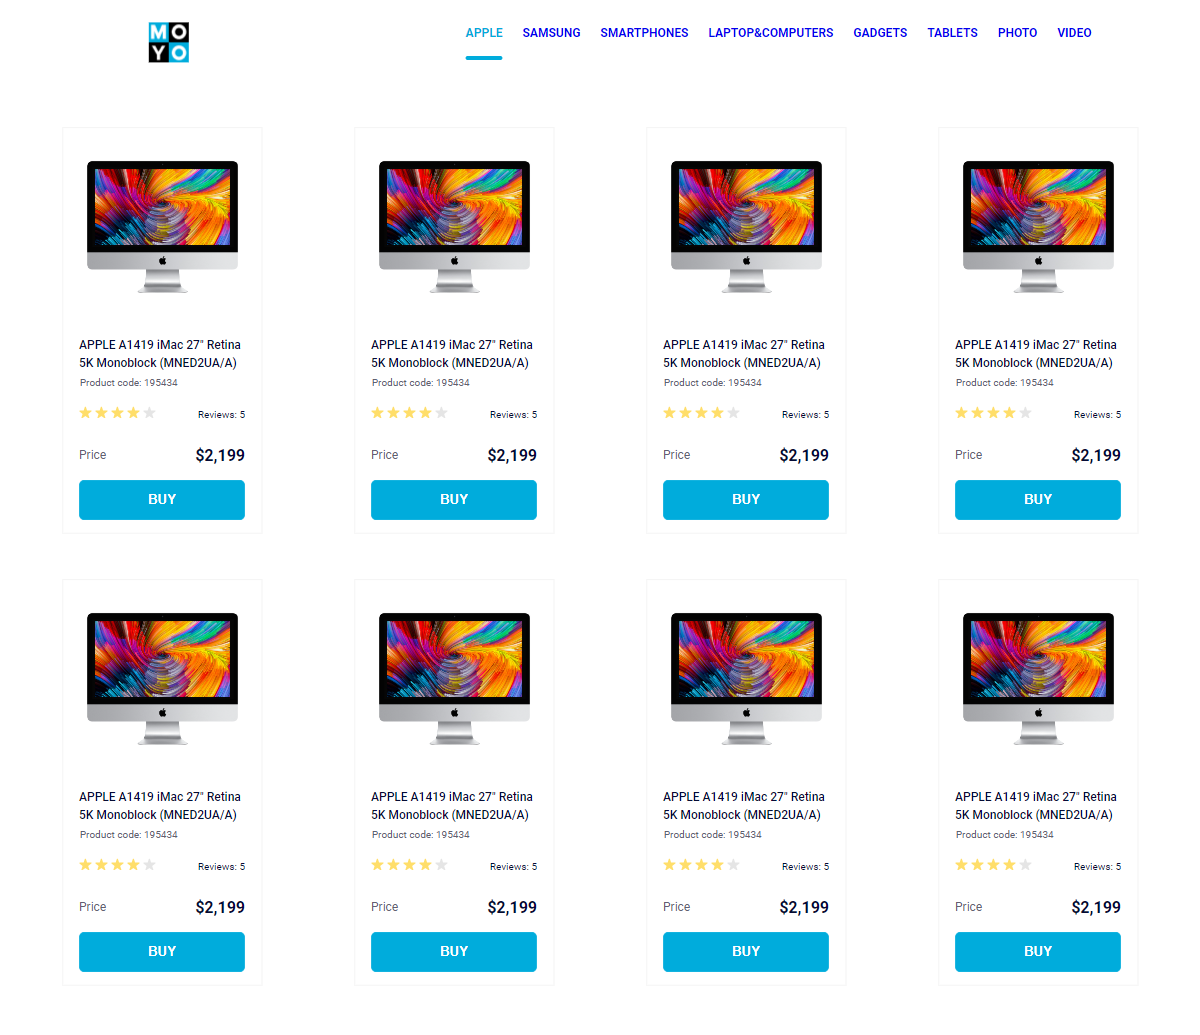 MO
YO
APPLE SAMSUNG SMARTPHONES LAPTOP&COMPUTERS GADGETS TABLETS PHOTO VIDEO
APPLE A1419 iMac 27" Retina APPLE A1419 iMac 27" Retina APPLE A1419 iMac 27" Retina APPLE A1419 iMac 27" Retina
5K Monoblock (MNED2UA/A) 5K Monoblock (MNED2UA/A) 5K Monoblock (MNED2UA/A) 5K Monoblock (MNED2UA/A)
Product code: 195434 Product code: 195434 Product code: 195434 Product code: 195434
Reviews: 5 Reviews: 5 Reviews: 5 Reviews: 5
Price $2,199 Price $2,199 Price $2,199 Price $2,199
BUY BUY BUY BUY
APPLE A1419 iMac 27" Retina APPLE A1419 iMac 27" Retina APPLE A1419 iMac 27" Retina APPLE A1419 iMac 27" Retina
5K Monoblock (MNED2UA/A) 5K Monoblock (MNED2UA/A) 5K Monoblock (MNED2UA/A) 5K Monoblock (MNED2UA/A)
Product code: 195434 Product code: 195434 Product code: 195434 Product code: 195434
Reviews: 5 Reviews: 5 Reviews: 5 Reviews: 5
Price $2,199 Price $2,199 Price $2,199 Price $2,199
BUY BUY BUY BUY